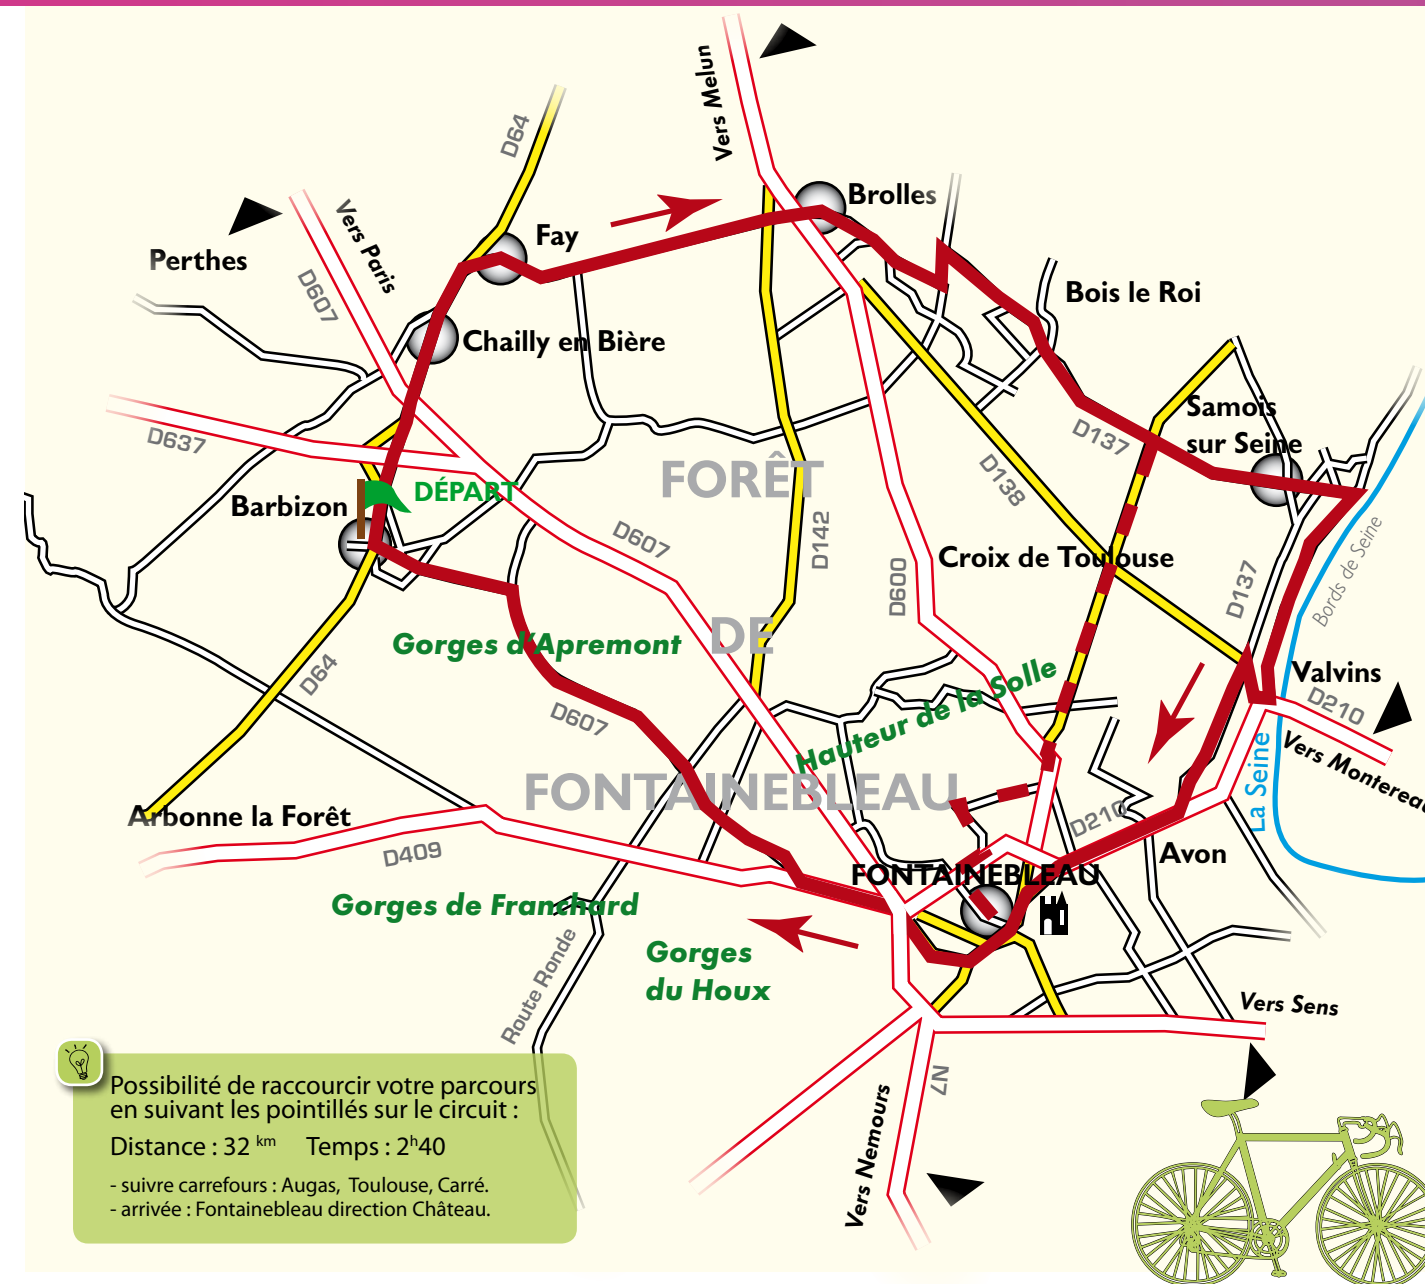 Vers Melun
D64
Brolles
Fay
Vers Paris
Perthes
D607
Bois le Roi
Chailly en Bière
Samois
sur Seine
D637
D137
FORÊT
D138
DÉPART
Barbizon
D607
D142
Croix de Toulouse
D600
D137
Bords de Seine
DE
Gorges d'Apremont
D64
Hauteur de la Solle
Valvins
D210
D607
Vers Montereau
La Seine
FONTAINEBLEAU
Arbonne la Forêt
D210
D409
Avon
FONTAINEBLEAU
Gorges de Franchard
Gorges
du Houx
Route Ronde
Vers Sens
N7
Vers Nemours
Possibilité de raccourcir votre parcours
en suivant les pointillés sur le circuit :
Distance : 32 km Temps : 2h40
- suivre carrefours : Augas, Toulouse, Carré.
- arrivée : Fontainebleau direction Château.